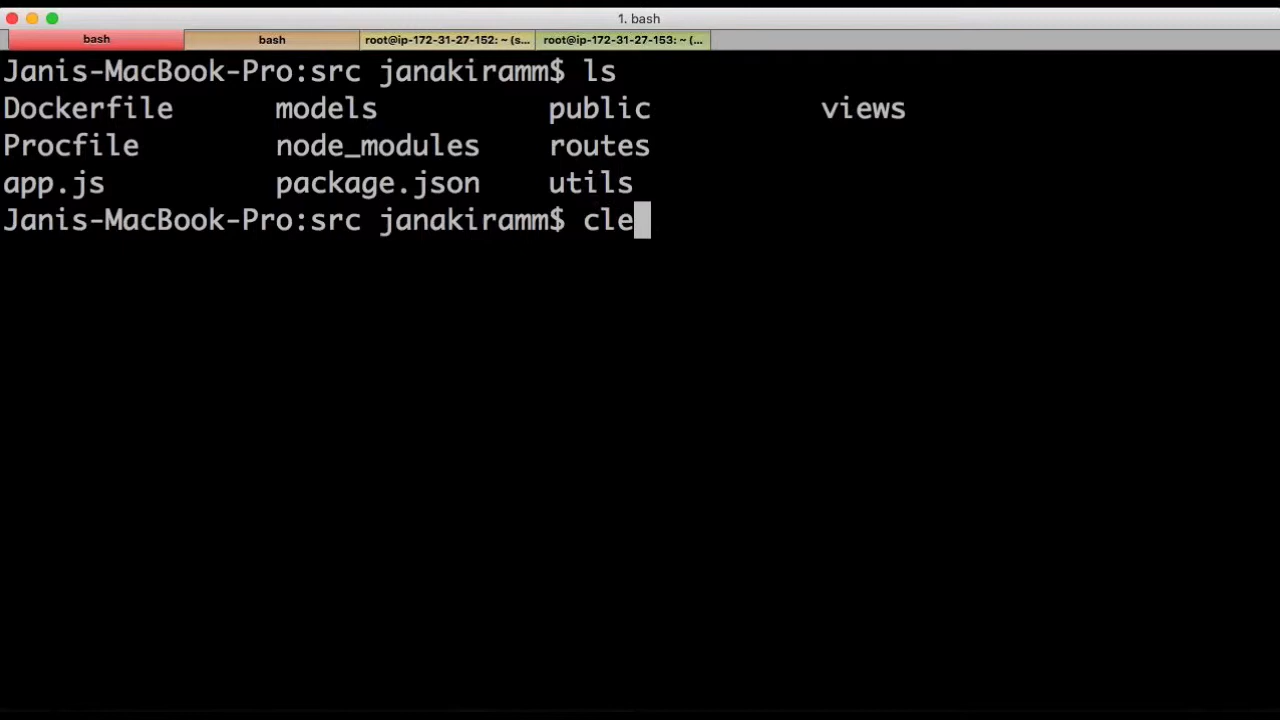 1. bash
bash bash root@ip-172-31-27-152: ~ (s... root@ip-172-31-27-153: ~ (...
Janis-MacBook-Pro:src janakiramm$ ls
Dockerfile models public views
Procfile node_modules routes
app.js package.json utils
Janis-MacBook-Pro:src janakiramm$ cle